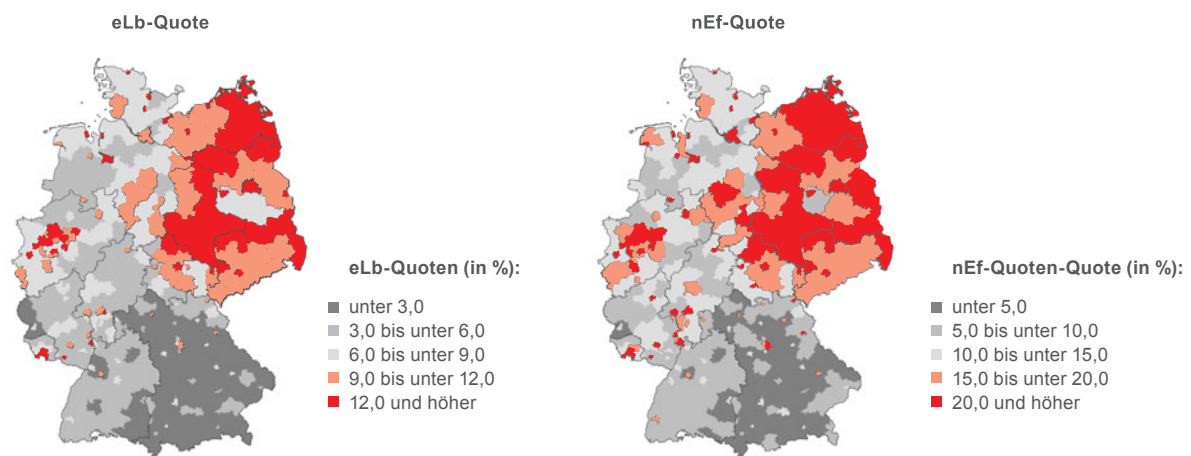 eLb-Quote
eLb-Quoten (in %):
unter 3,0
3,0 bis unter 6,0
6,0 bis unter 9,0
9,0 bis unter 12,0
12,0 und höher
nEf-Quote
nEf-Quoten-Quote (in %):
unter 5,0
5,0 bis unter 10,0
10,0 bis unter 15,0
15,0 bis unter 20,0
20,0 und höher